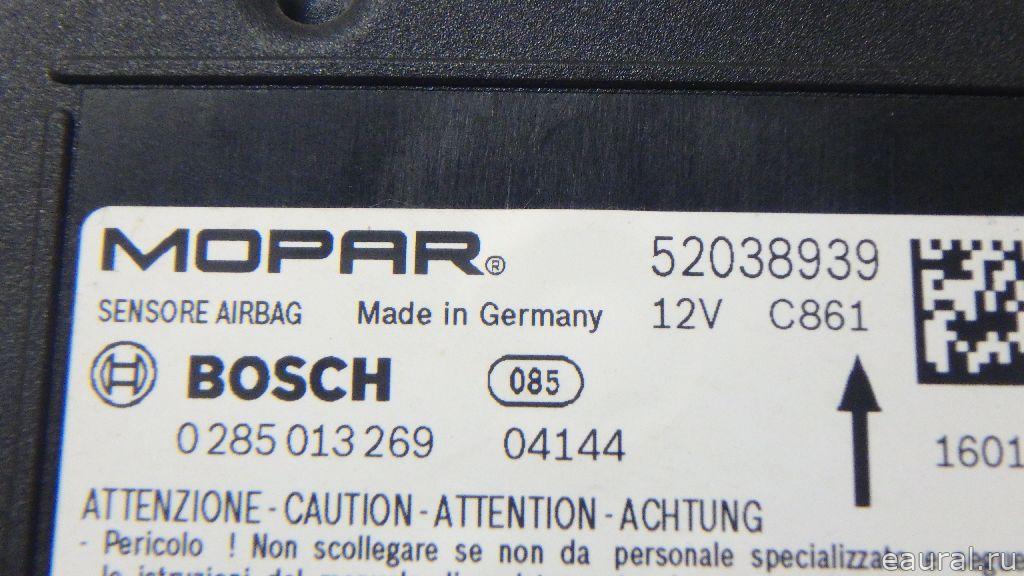 MOPAR® 52038939
SENSORE AIRBAG Made in Germany 12V C861
BOSCH 085
0 285 013 269 04144 1601
ATTENZIONE - CAUTION - ATTENTION - ACHTUNG
- Pericolo ! Non scollegare se non da personale specializzato
eaural.ru